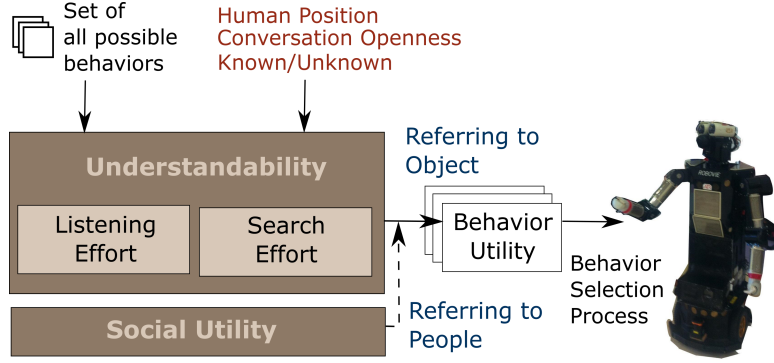 Set of
all possible
behaviors
Human Position
Conversation Openness
Known/Unknown
Understandability
Listening
Effort
Search
Effort
Social Utility
Referring to
Object
Behavior
Utility
Referring to
People
Behavior
Selection
Process
ROBOVIE